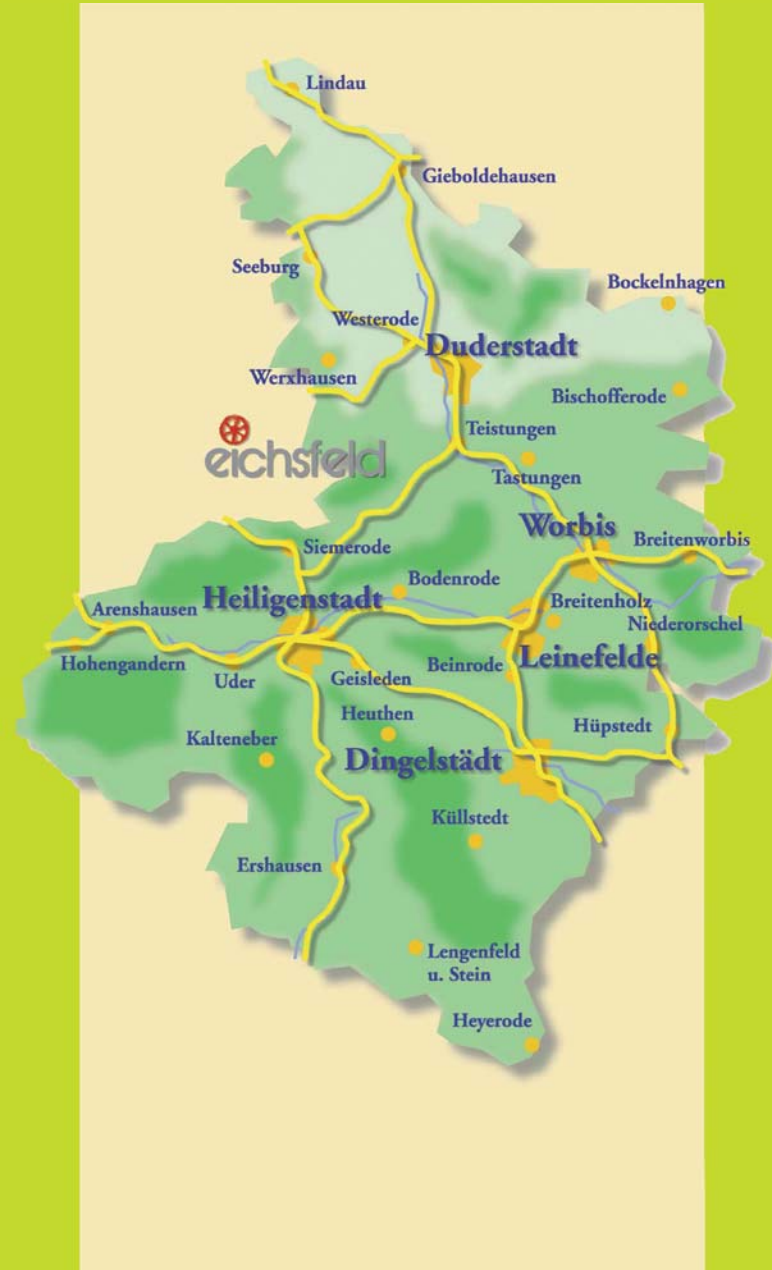 Lindau
Gieboldehausen
Seeburg
Bockelnhagen
Westerode
Duderstadt
Werxhausen
Bischofferode
Teistungen
eichsfeld
Tastungen
Worbis
Breitenworbis
Siemerode
Bodenrode
Heiligenstadt
Arenshausen
Breitenholz
Niederorschel
Hohengandern
Beinrode
Leinefelde
Uder
Geisleden
Heuthen
Hüpstedt
Kalteneber
Dingelstädt
Küllstedt
Ershausen
Lengenfeld
u. Stein
Heyerode